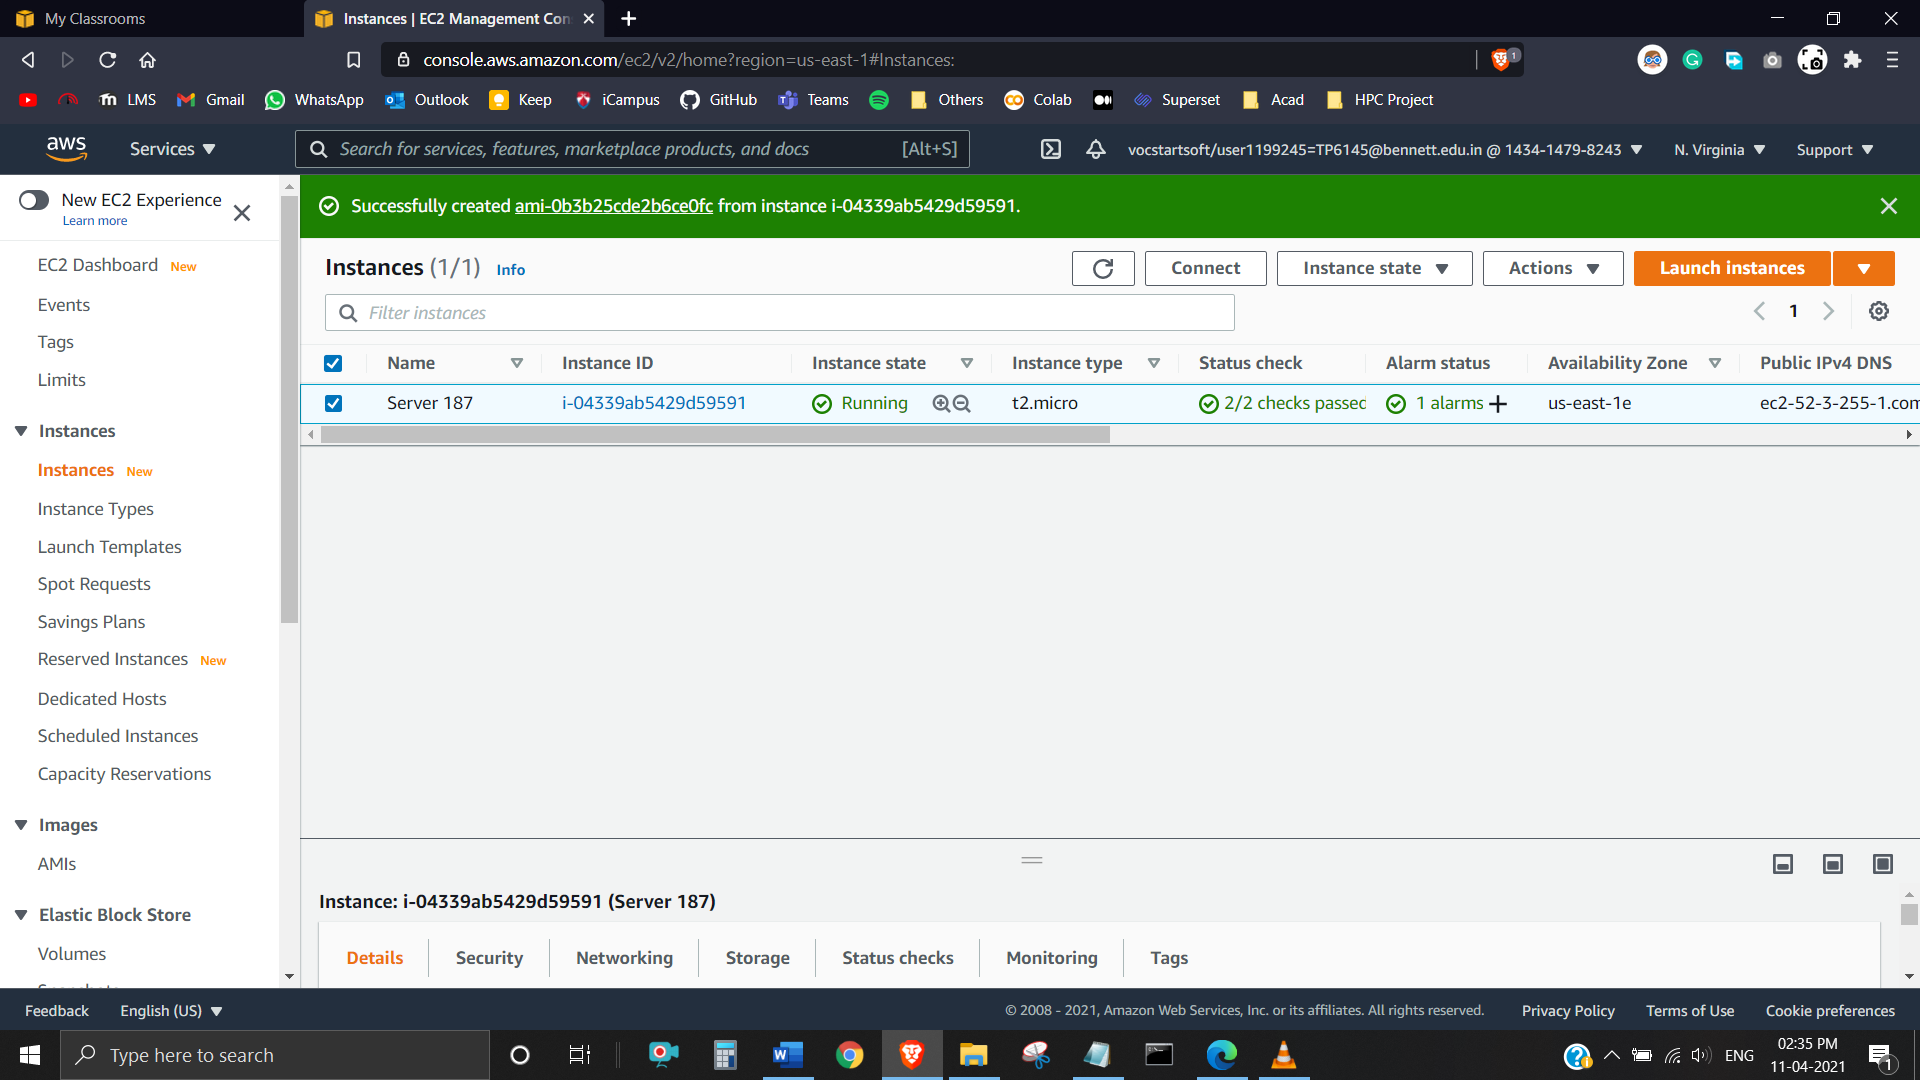 My Classrooms
Instances | EC2 Management Con
console.aws.amazon.com/ec2/v2/home?region=us-east-1#Instances:
1
LMS
Gmail
WhatsApp
Outlook
Keep
iCampus
GitHub
Teams
Others
Colab
Superset
Acad
HPC Project
aws
Services
Search for services, features, marketplace products, and docs
[Alt+S]
vocstartsoft/user1199245=TP6145@bennett.edu.in @ 1434-1479-8243
N. Virginia
Support
New EC2 Experience
Learn more
EC2 Dashboard New
Events
Tags
Limits
Instances
Instances New
Instance Types
Launch Templates
Spot Requests
Savings Plans
Reserved Instances New
Dedicated Hosts
Scheduled Instances
Capacity Reservations
Images
AMIs
Elastic Block Store
Volumes
Snapshots
Successfully created ami-0b3b25cde2b6ce0fc from instance i-04339ab5429d59591.
Instances (1/1) Info
Connect
Instance state
Actions
Launch instances
Filter instances
1
Name Instance ID Instance state Instance type Status check Alarm status Availability Zone Public IPv4 DNS
Server 187 i-04339ab5429d59591 Running t2.micro 2/2 checks passed 1 alarms us-east-1e ec2-52-3-255-1.com
Instance: i-04339ab5429d59591 (Server 187)
Details Security Networking Storage Status checks Monitoring Tags
Feedback English (US) © 2008 - 2021, Amazon Web Services, Inc. or its affiliates. All rights reserved. Privacy Policy Terms of Use Cookie preferences
Type here to search
ENG
02:35 PM
11-04-2021
1